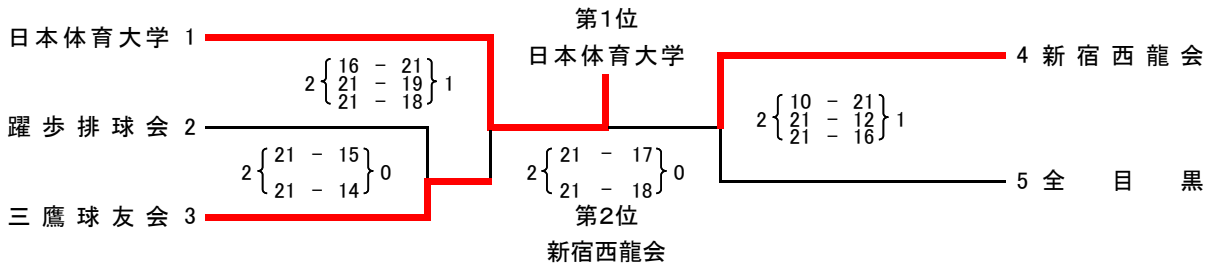 第1位
日本体育大学 1
日本体育大学
4 新宿西龍会
2 { 16 － 21 } 1
21 － 19
21 － 18
2 { 10 － 21 } 1
21 － 12
21 － 16
躍歩排球会 2
2 { 21 － 15 } 0
21 － 14
2 { 21 － 17 } 0
21 － 18
5 全目黒
三鷹球友会 3
第2位
新宿西龍会